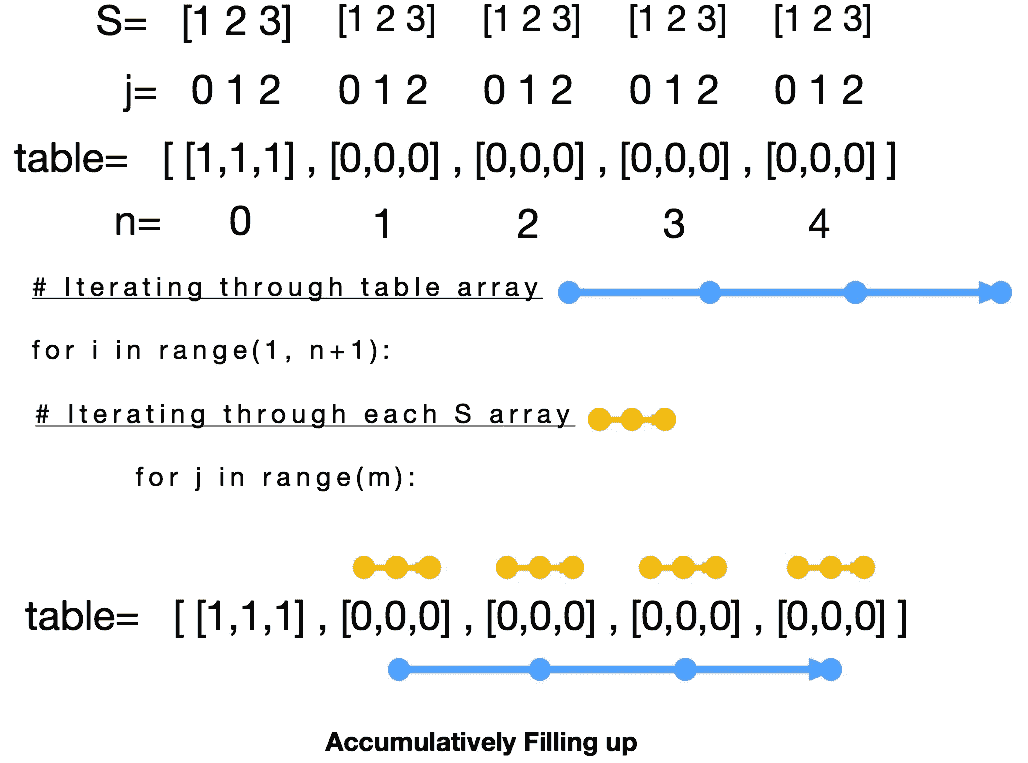 S= [1 2 3] [1 2 3] [1 2 3] [1 2 3] [1 2 3]
j= 0 1 2 0 1 2 0 1 2 0 1 2 0 1 2
table= [ [1,1,1] , [0,0,0] , [0,0,0] , [0,0,0] , [0,0,0] ]
n= 0 1 2 3 4
# Iterating through table array
for i in range(1, n+1):
# Iterating through each S array
for j in range(m):
table= [ [1,1,1] , [0,0,0] , [0,0,0] , [0,0,0] , [0,0,0] ]
Accumulatively Filling up